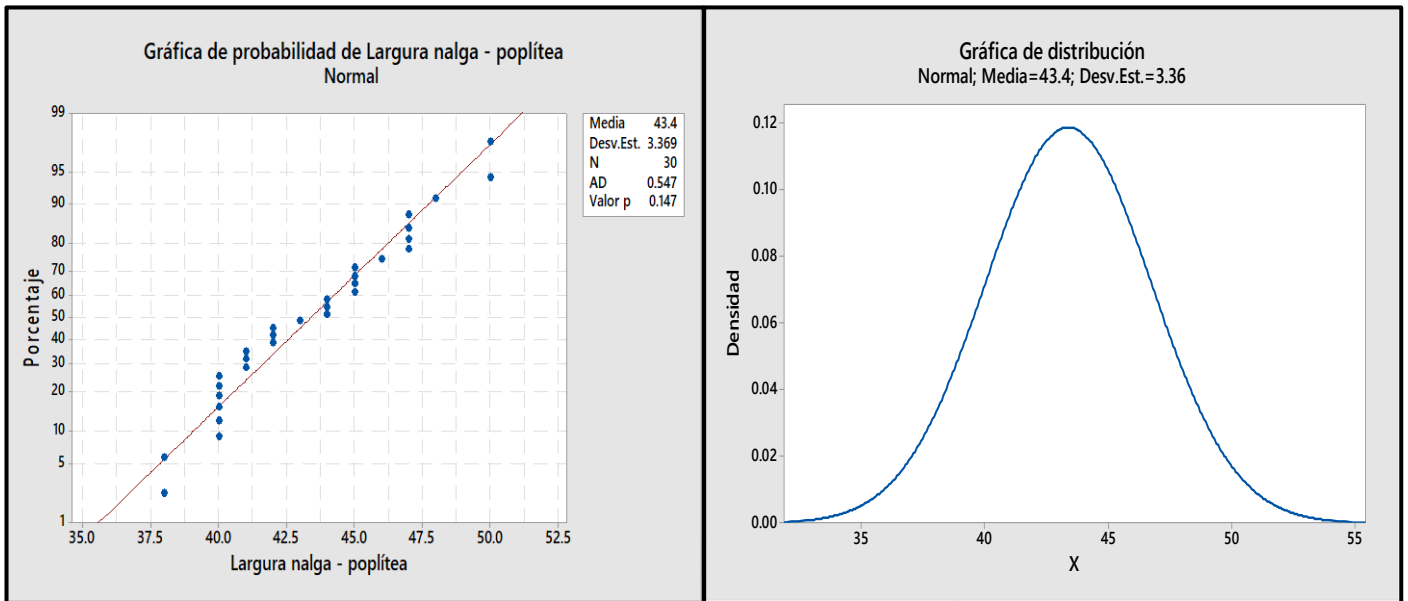 Gráfica de probabilidad de Largura nalga - poplítea
Normal
99
95
90
80
70
60
50
40
30
20
10
5
1
Porcentaje
35.0 37.5 40.0 42.5 45.0 47.5 50.0 52.5
Largura nalga - poplítea
Media 43.4
Desv.Est. 3.369
N 30
AD 0.547
Valor p 0.147
Gráfica de distribución
Normal; Media=43.4; Desv.Est.=3.36
0.12
0.10
0.08
0.06
0.04
0.02
0.00
Densidad
35 40 45 50 55
X